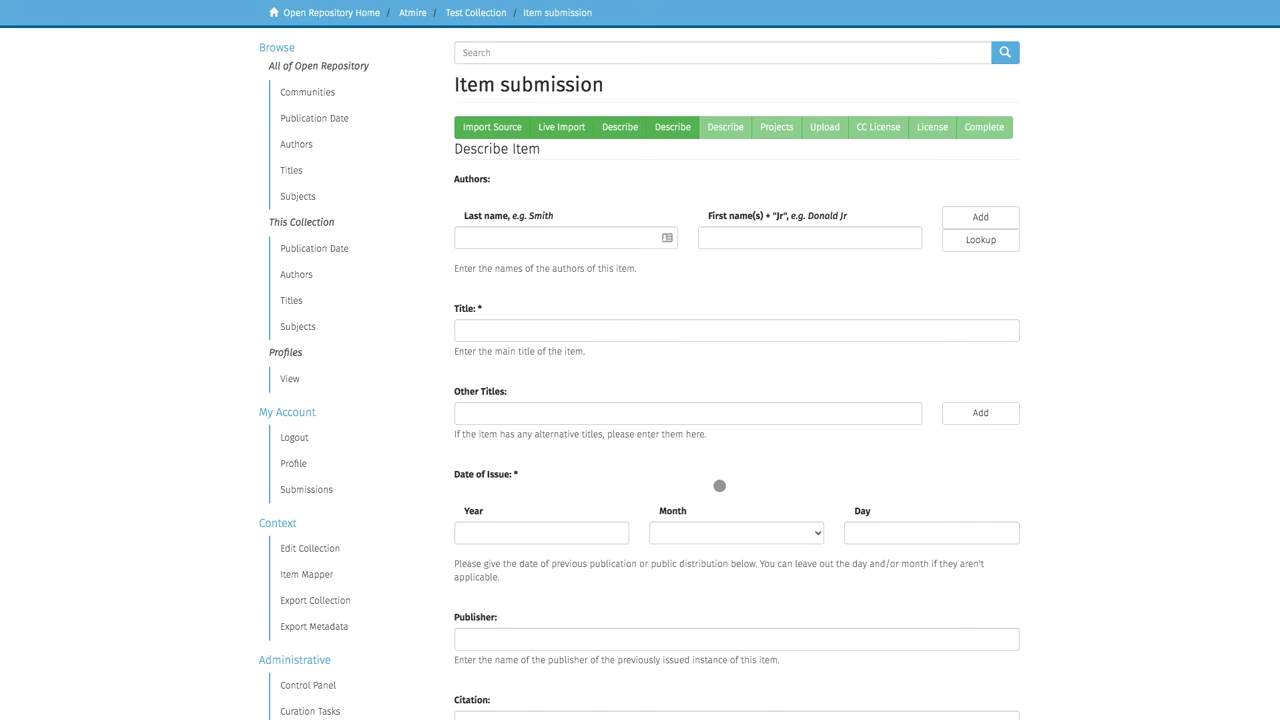 Open Repository Home / Atmire / Test Collection / Item submission
Browse
All of Open Repository
Communities
Publication Date
Authors
Titles
Subjects
This Collection
Publication Date
Authors
Titles
Subjects
Profiles
View
My Account
Logout
Profile
Submissions
Context
Edit Collection
Item Mapper
Export Collection
Export Metadata
Administrative
Control Panel
Curation Tasks
Search
Item submission
Import Source Live Import Describe Describe Describe Projects Upload CC License License Complete
Describe Item
Authors:
Last name, e.g. Smith First name(s) + "Jr", e.g. Donald Jr Add
Lookup
Enter the names of the authors of this item.
Title: *
Enter the main title of the item.
Other Titles:
Add
If the item has any alternative titles, please enter them here.
Date of Issue: *
Year Month Day
Please give the date of previous publication or public distribution below. You can leave out the day and/or month if they aren't
applicable.
Publisher:
Enter the name of the publisher of the previously issued instance of this item.
Citation: